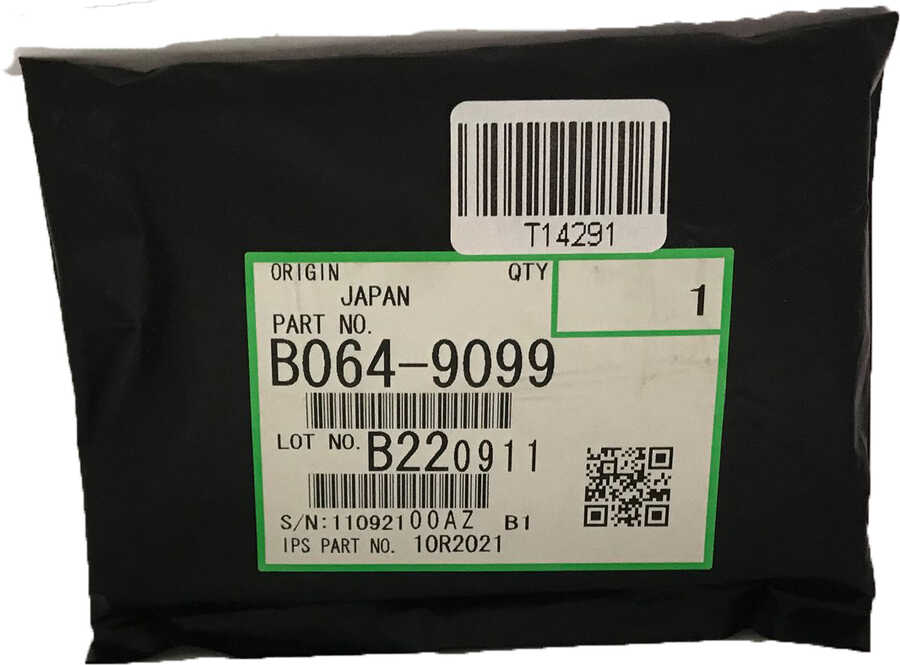 T14291
ORIGIN QTY
JAPAN 1
PART NO.
B064-9099
LOT NO. B220911
S/N:11092100AZ B1
IPS PART NO. 10R2021